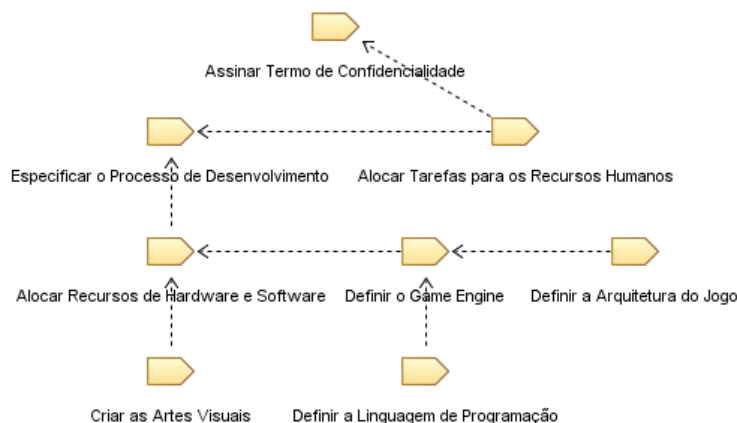 Assinar Termo de Confidencialidade
Especificar o Processo de Desenvolvimento
Alocar Tarefas para os Recursos Humanos
Alocar Recursos de Hardware e Software
Definir o Game Engine
Definir a Arquitetura do Jogo
Criar as Artes Visuais
Definir a Linguagem de Programação